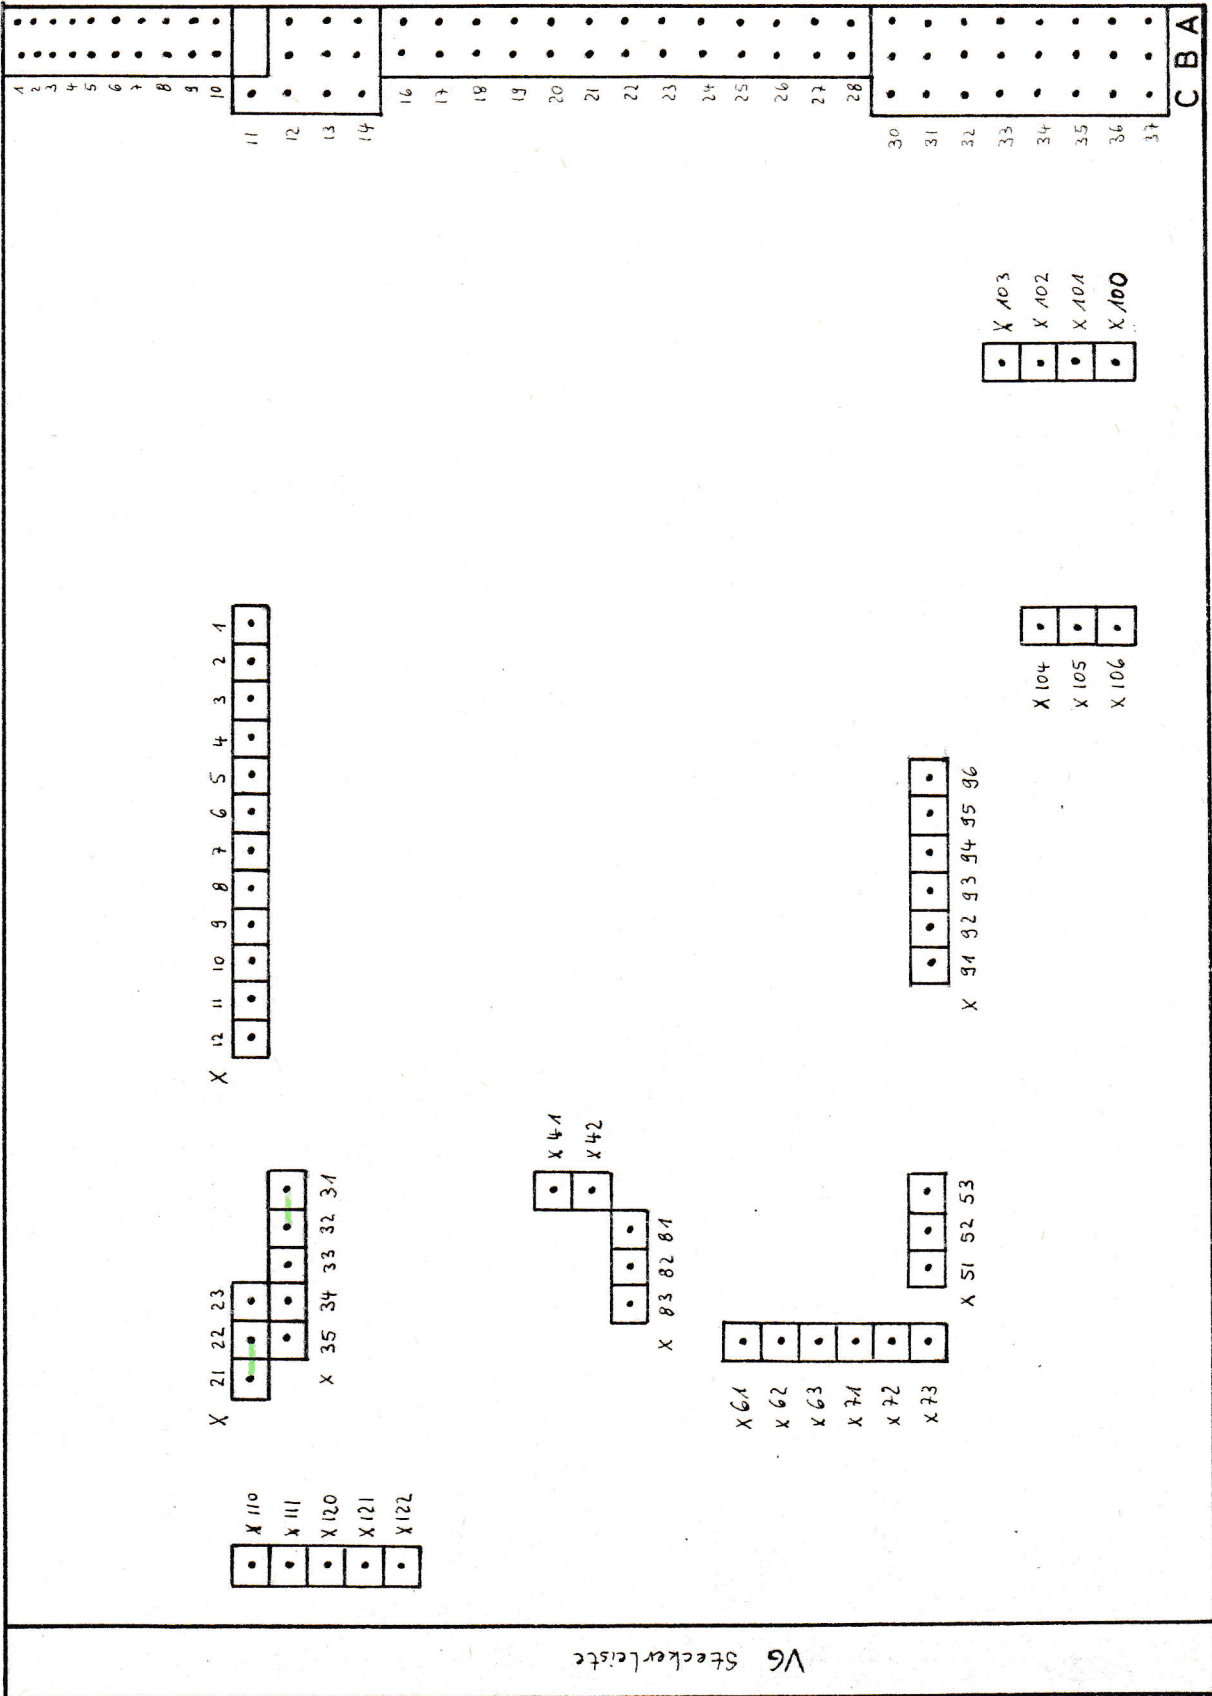 1 2 3 4 5 6 7 8 9 10
11 12 13 14
16 17 18 19 20 21 22 23 24 25 26 27 28
30 31 32 33 34 35 36 37
C B A
X 103
X 102
X 101
X 100
X 12 11 10 9 8 7 6 5 4 3 2 1
X 104
X 105
X 106
X 91 92 93 94 95 96
X 21 22 23
X 35 34 33 32 31
X 41
X 42
X 83 82 81
X 51 52 53
X 61
X 62
X 63
X 71
X 72
X 73
X 110
X 111
X 120
X 121
X 122
VG Steckerleiste